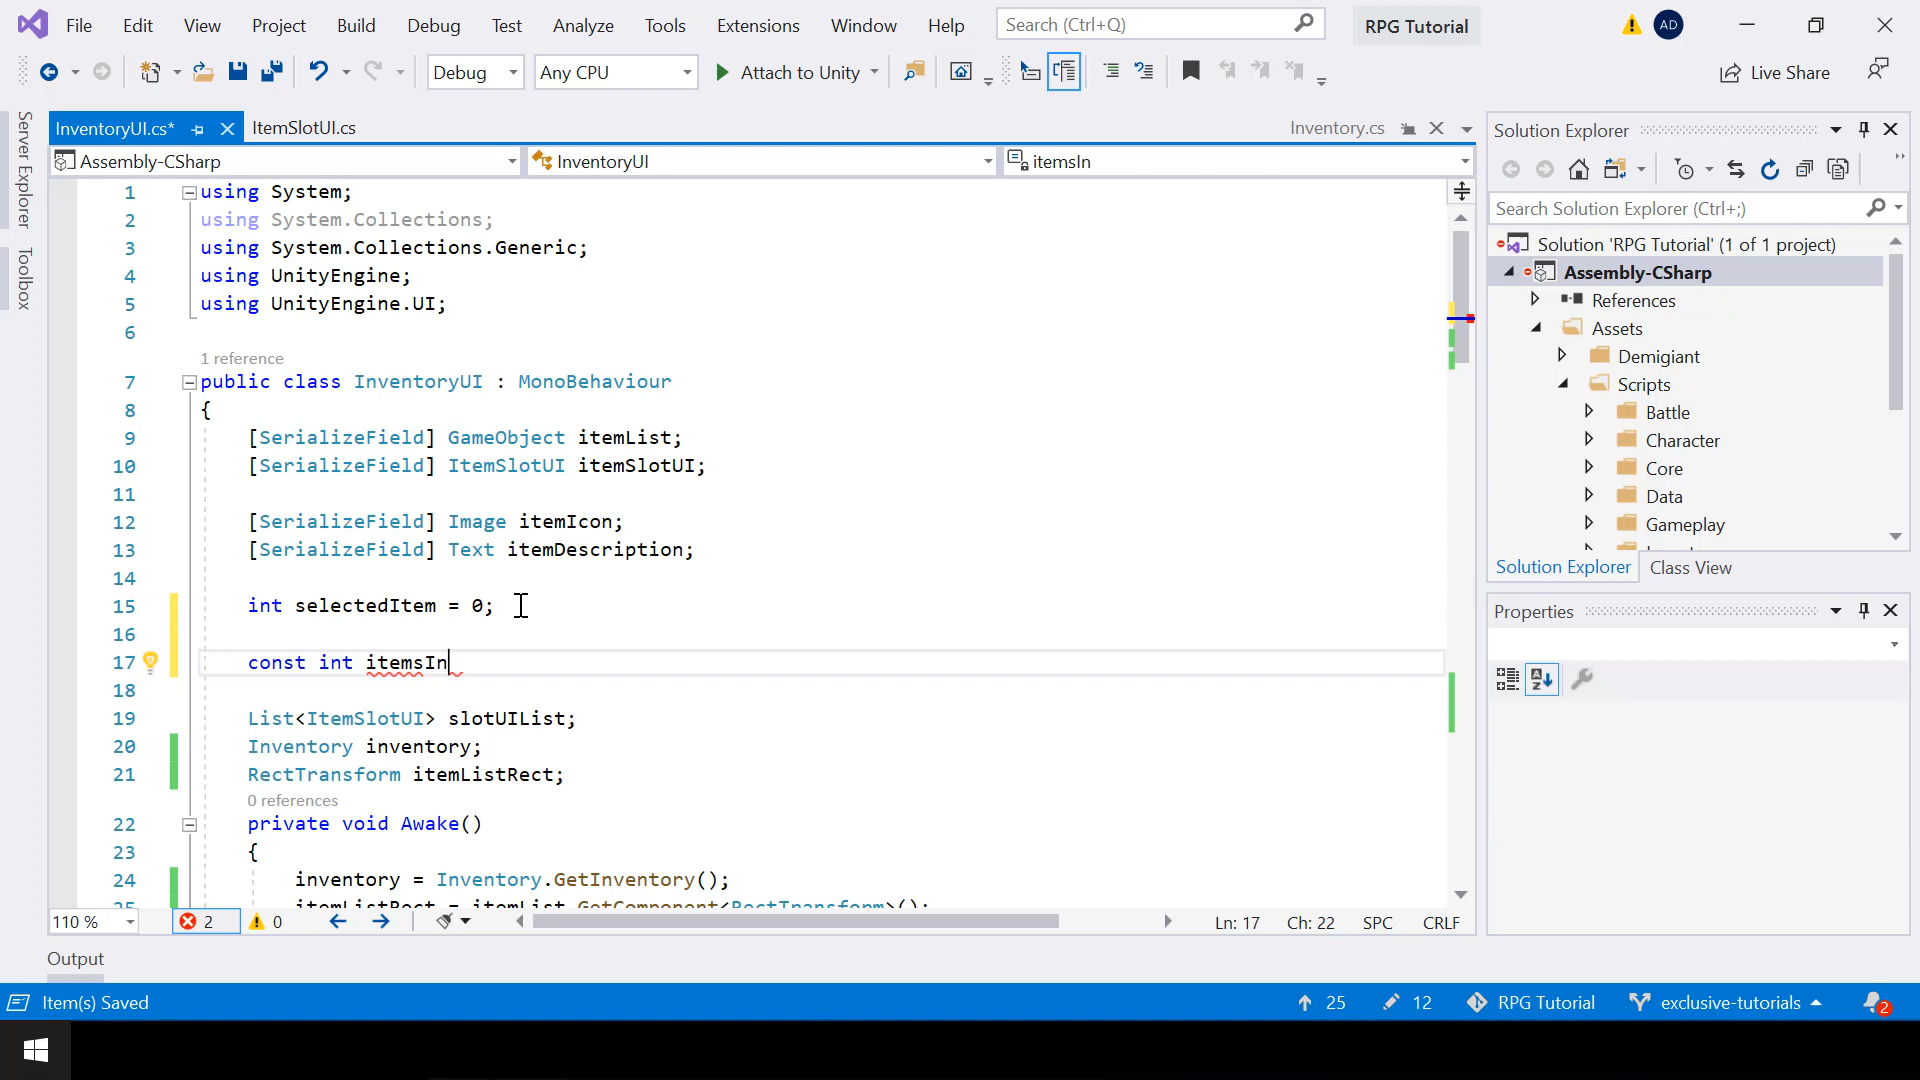 File Edit View Project Build Debug Test Analyze Tools Extensions Window Help Search (Ctrl+Q) RPG Tutorial AD
Debug Any CPU Attach to Unity Live Share
Server Explorer
Toolbox
InventoryUI.cs* ItemSlotUI.cs Inventory.cs
Assembly-CSharp InventoryUI itemsIn
1 using System;
2 using System.Collections;
3 using System.Collections.Generic;
4 using UnityEngine;
5 using UnityEngine.UI;
6
1 reference
7 public class InventoryUI : MonoBehaviour
8 {
9 [SerializeField] GameObject itemList;
10 [SerializeField] ItemSlotUI itemSlotUI;
11
12 [SerializeField] Image itemIcon;
13 [SerializeField] Text itemDescription;
14
15 int selectedItem = 0;
16
17 const int itemsIn
18
19 List<ItemSlotUI> slotUIList;
20 Inventory inventory;
21 RectTransform itemListRect;
0 references
22 private void Awake()
23 {
24 inventory = Inventory.GetInventory();
25 itemListRect = itemList.GetComponent<RectTransform>();
110 % 2 0 Ln: 17 Ch: 22 SPC CRLF
Solution Explorer
Search Solution Explorer (Ctrl+;)
Solution 'RPG Tutorial' (1 of 1 project)
Assembly-CSharp
References
Assets
Demigiant
Scripts
Battle
Character
Core
Data
Gameplay
Solution Explorer Class View
Properties
Output
Item(s) Saved 25 12 RPG Tutorial exclusive-tutorials 2